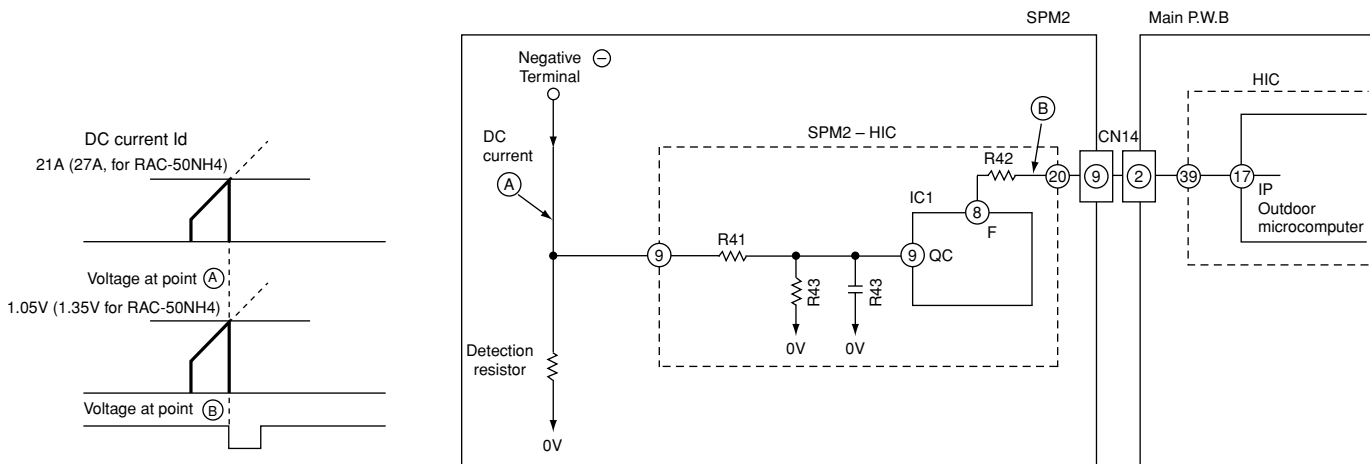 DC current Id
21A (27A, for RAC-50NH4)
Voltage at point A
1.05V (1.35V for RAC-50NH4)
Voltage at point B
SPM2
Main P.W.B
Negative −
Terminal
DC
current
A
Detection
resistor
0V
SPM2 – HIC
B
R42
20
9
CN14
2
39
17
HIC
IP
Outdoor
microcomputer
IC1
8
F
9
R41
9
QC
R43
R43
0V
0V